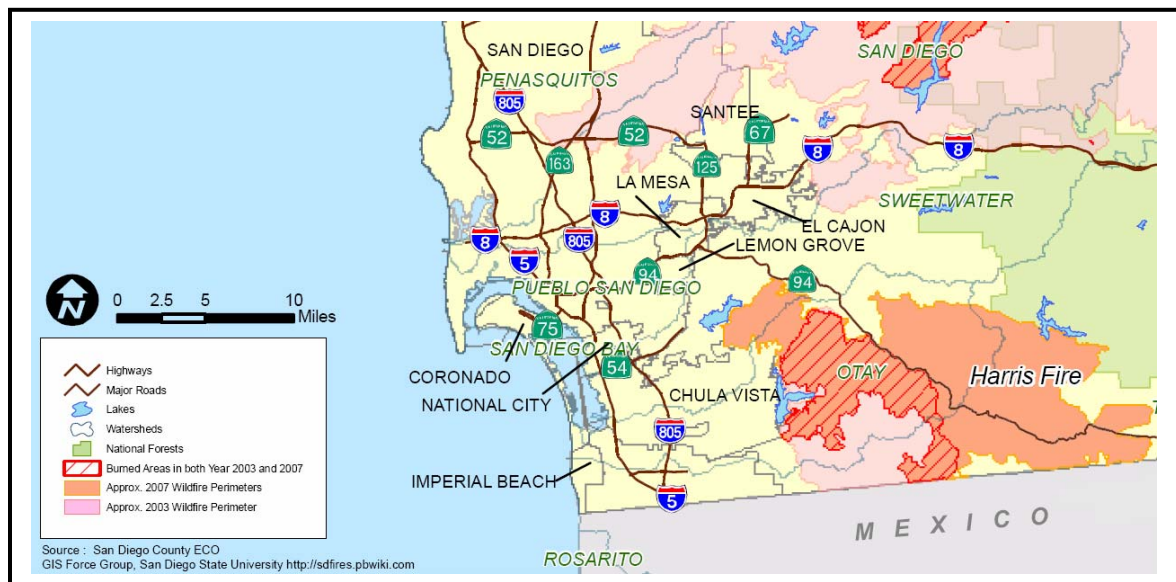 SAN DIEGO
PENASQUITOS
SAN DIEGO
805
SANTEE
52
52
67
163
125
8
8
LA MESA
SWEETWATER
8
EL CAJON
8
805
LEMON GROVE
5
94
94
PUEBLO SAN DIEGO
N
0 5 10
Miles
75
SAN DIEGO BAY
54
OTAY
Harris Fire
CORONADO
NATIONAL CITY
CHULA VISTA
805
IMPERIAL BEACH
5
MEXICO
ROSARITO
Highways
Major Roads
Lakes
Watersheds
National Forests
Burned Areas in both Year 2003 and 2007
Approx. 2007 Wildfire Perimeters
Approx. 2003 Wildfire Perimeter
Source : San Diego County ECO
GIS Force Group, San Diego State University http://sdfires.pbwiki.com